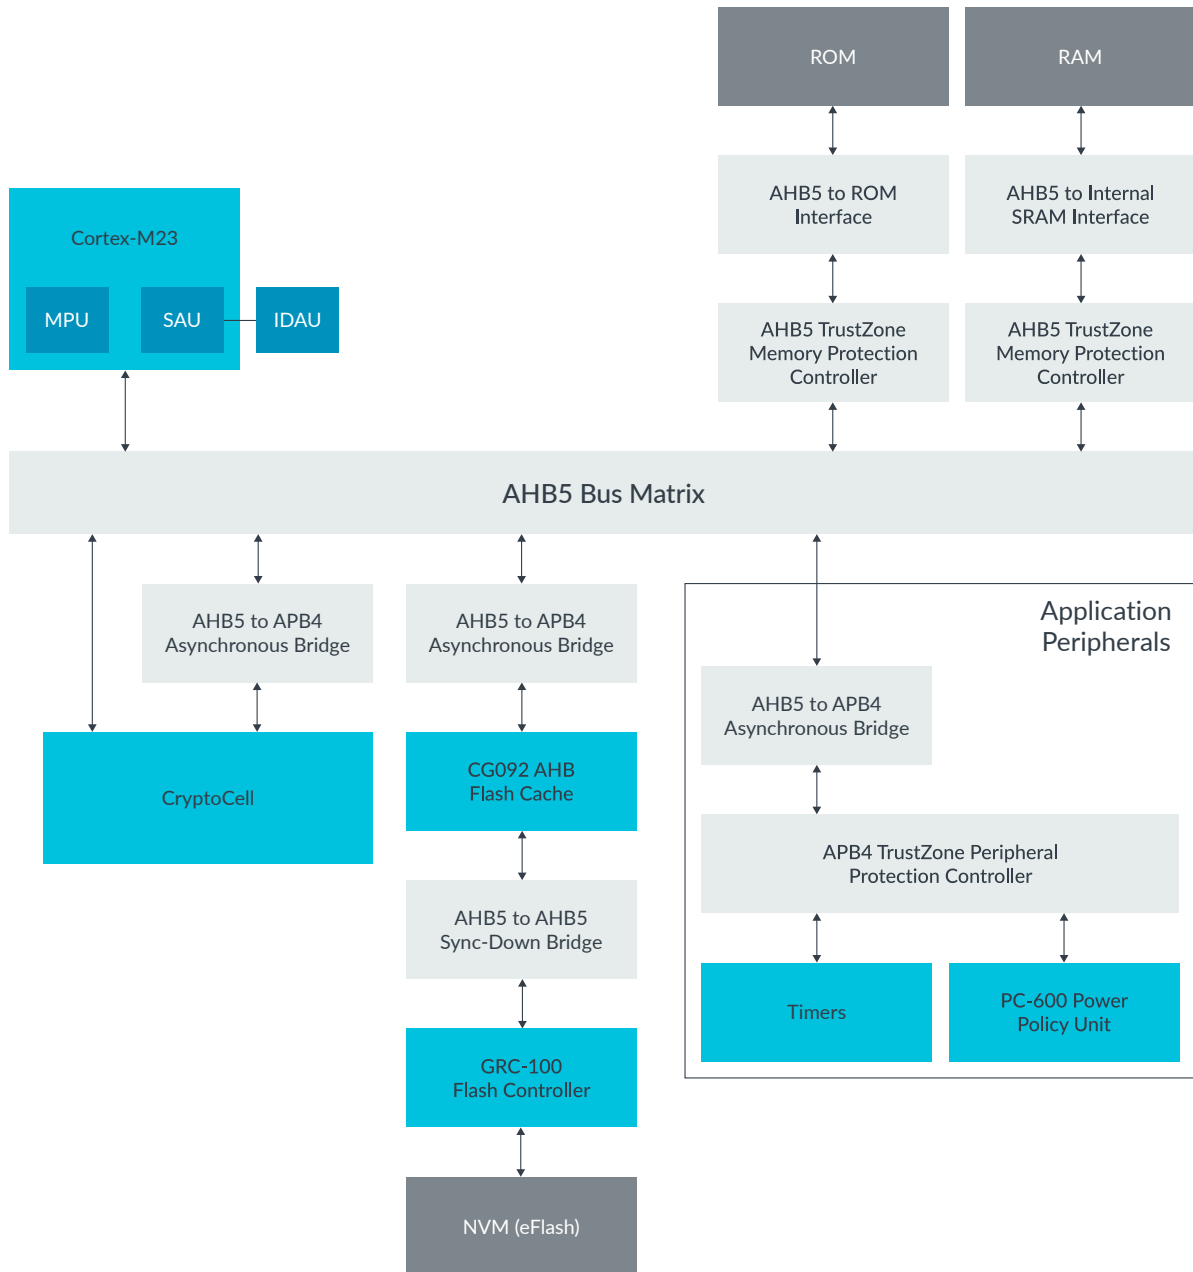 ROM
RAM
AHB5 to ROM
Interface
AHB5 to Internal
SRAM Interface
Cortex-M23
MPU
SAU
IDAU
AHB5 TrustZone
Memory Protection
Controller
AHB5 TrustZone
Memory Protection
Controller
AHB5 Bus Matrix
AHB5 to APB4
Asynchronous Bridge
AHB5 to APB4
Asynchronous Bridge
Application
Peripherals
AHB5 to APB4
Asynchronous Bridge
CryptoCell
CG092 AHB
Flash Cache
APB4 TrustZone Peripheral
Protection Controller
AHB5 to AHB5
Sync-Down Bridge
Timers
PC-600 Power
Policy Unit
GRC-100
Flash Controller
NVM (eFlash)